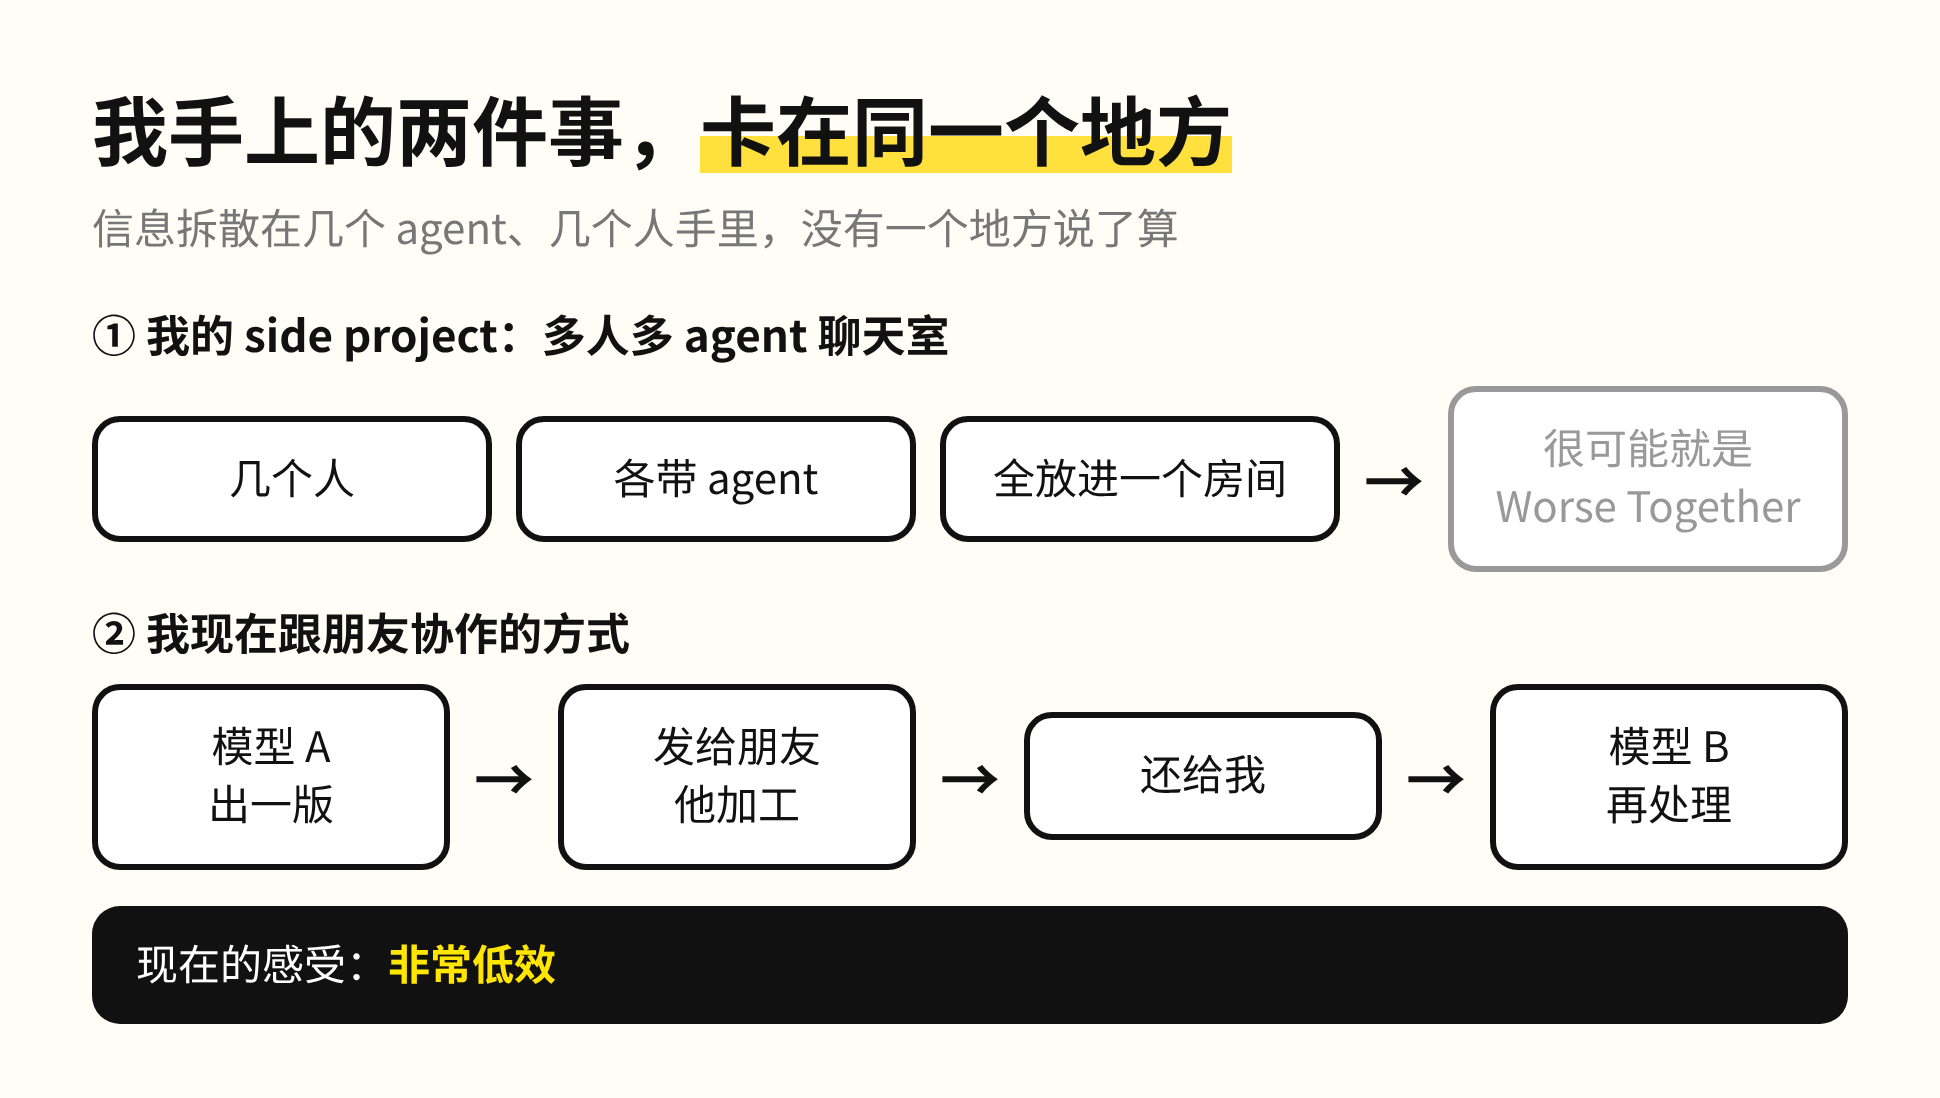 我手上的两件事，卡在同一个地方
信息拆散在几个 agent、几个人手里，没有一个地方说了算
① 我的 side project：多人多 agent 聊天室
几个人
各带 agent
全放进一个房间
→
很可能就是
Worse Together
② 我现在跟朋友协作的方式
模型 A
出一版
→
发给朋友
他加工
→
还给我
→
模型 B
再处理
现在的感受：非常低效